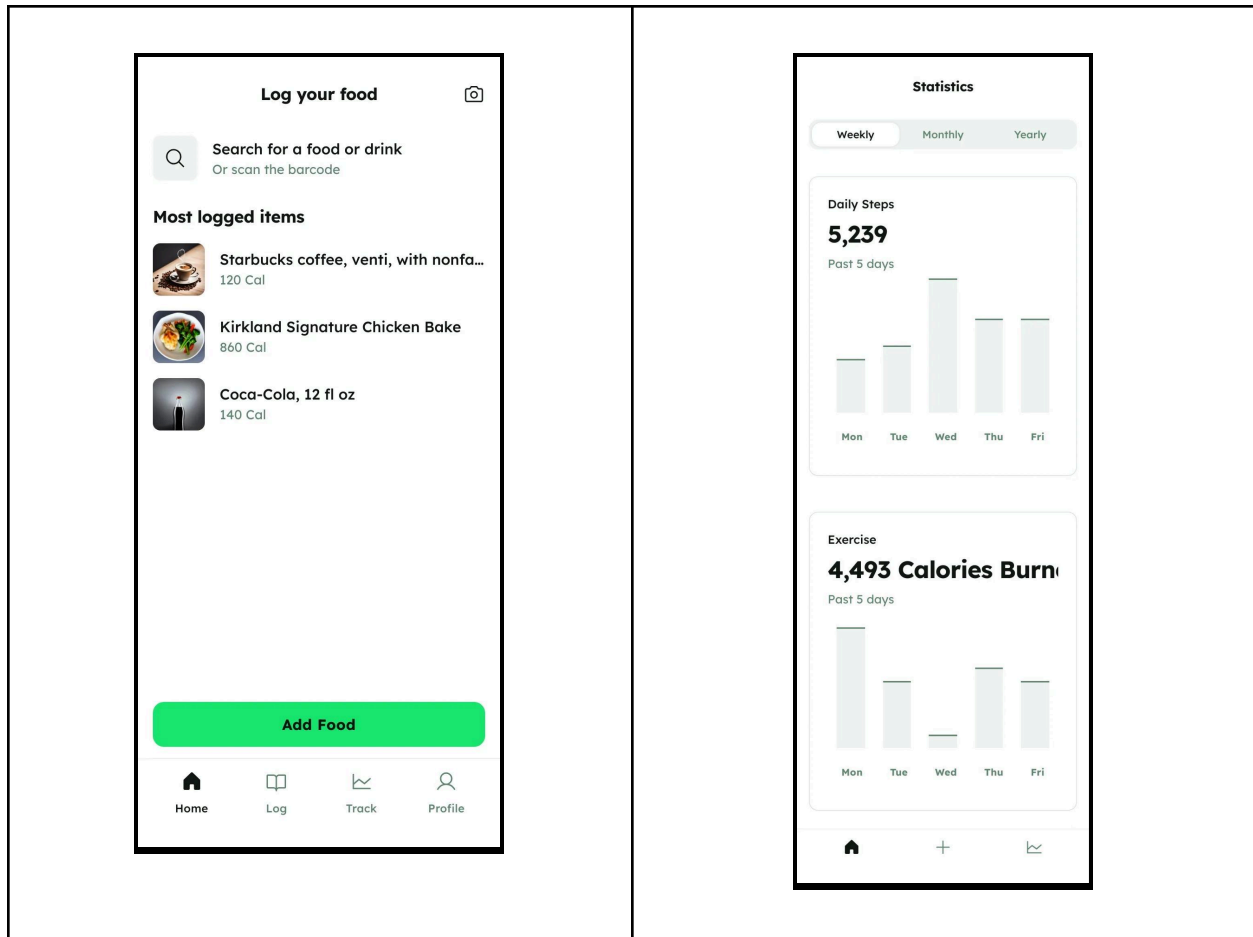 Log your food
Search for a food or drink
Or scan the barcode
Most logged items
Starbucks coffee, venti, with nonfa...
120 Cal
Kirkland Signature Chicken Bake
860 Cal
Coca-Cola, 12 fl oz
140 Cal
Add Food
Home Log Track Profile
Statistics
Weekly Monthly Yearly
Daily Steps
5,239
Past 5 days
Mon Tue Wed Thu Fri
Exercise
4,493 Calories Burn
Past 5 days
Mon Tue Wed Thu Fri